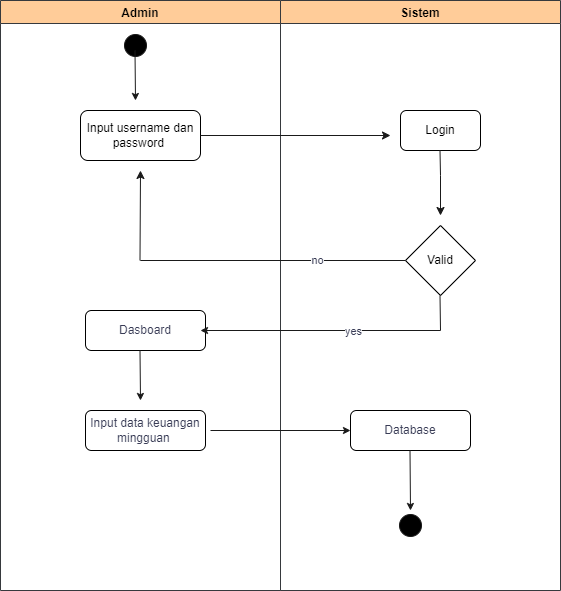 Admin
Sistem
Input username dan
password
Login
Valid
no
Dasboard
yes
Input data keuangan
mingguan
Database